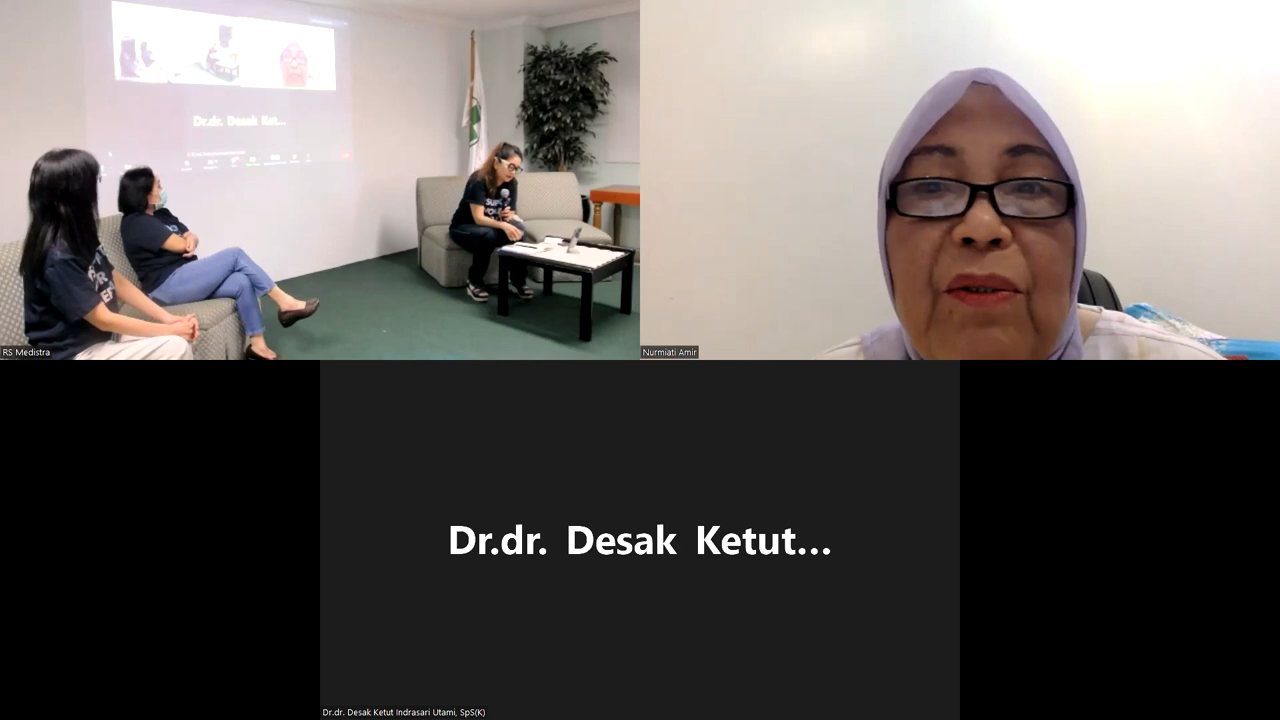 Dr.dr. Desak Ket...
RS Medistra
Nurmiati Amir
Dr.dr. Desak Ketut...
Dr.dr. Desak Ketut Indrasari Utami, SpS(K)